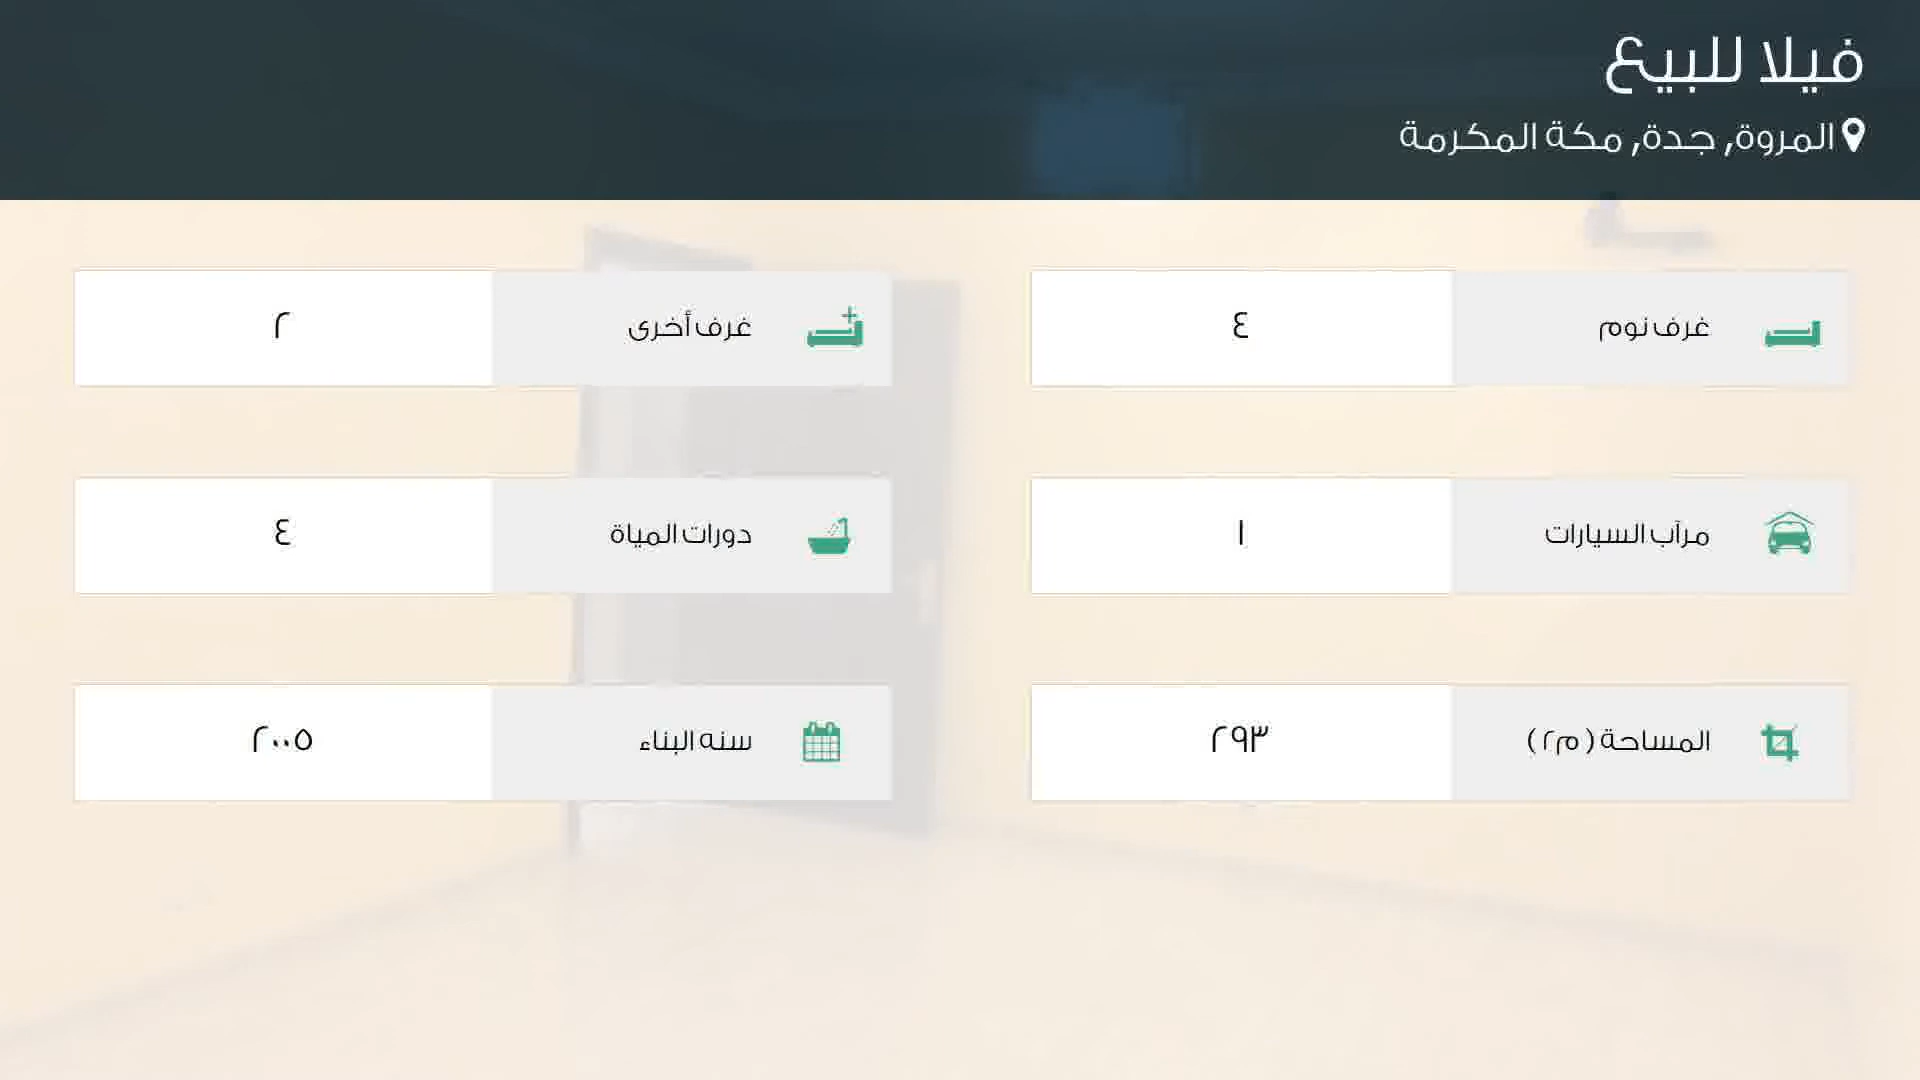 فيلا للبيع
المروة, جدة, مكة المكرمة
غرف نوم
٤
غرف أخرى
٢
مرآب السيارات
١
دورات المياة
٤
المساحة ( م٢ )
٢٩٣
سنه البناء
٢٠٠٥